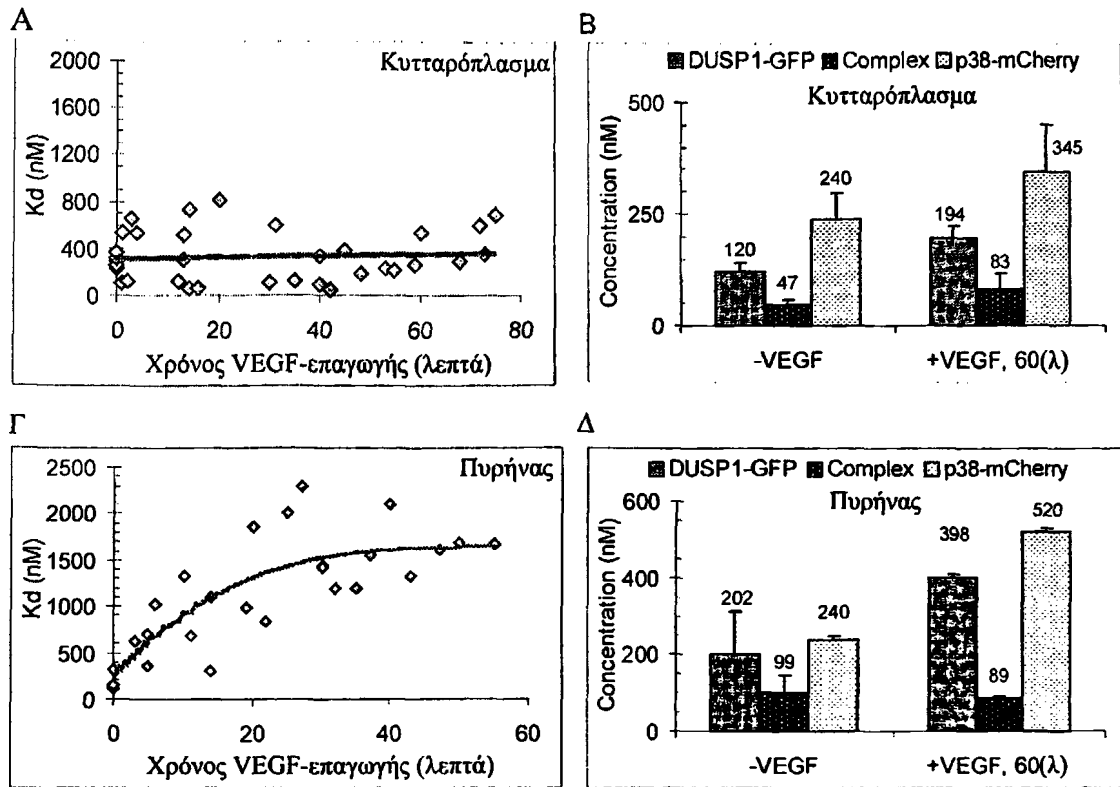 Α
Κυτταρόπλασμα
Kd (nM)
2000
1600
1200
800
400
0
0 20 40 60 80
Χρόνος VEGF-επαγωγής (λεπτά)
Β
DUSP1-GFP Complex p38-mCherry
Κυτταρόπλασμα
Concentration (nM)
500
250
0
120 47 240
194 83 345
-VEGF +VEGF, 60(λ)
Γ
Πυρήνας
Kd (nM)
2500
2000
1500
1000
500
0
0 20 40 60
Χρόνος VEGF-επαγωγής (λεπτά)
Δ
DUSP1-GFP Complex p38-mCherry
Πυρήνας
Concentration (nM)
600
400
200
0
202 99 240
398 89 520
-VEGF +VEGF, 60(λ)